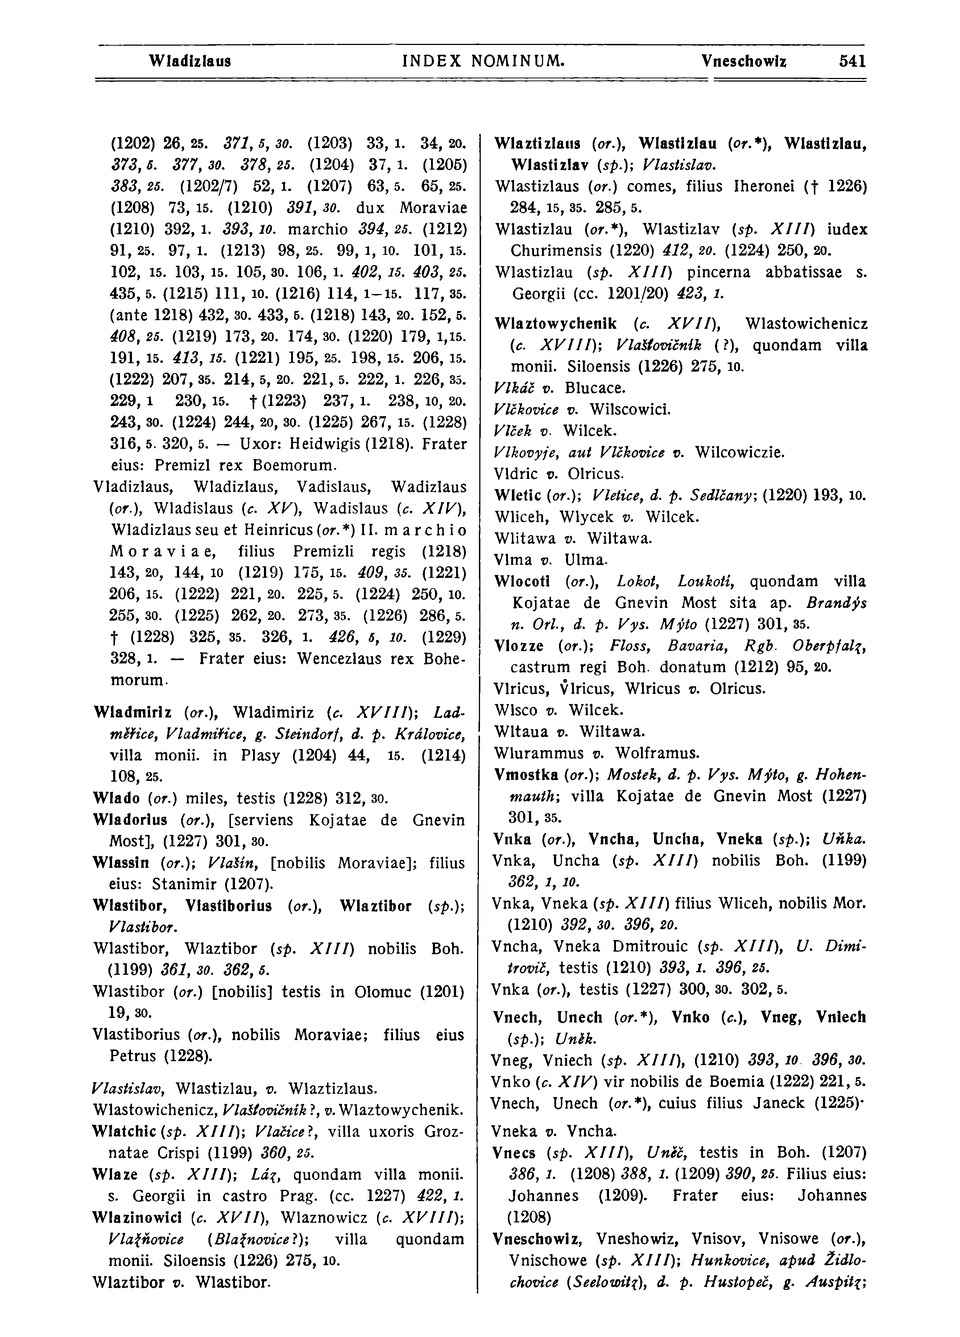 Wladizlaus INDEX NOMINUM. Vneschowiz 541
(1202) 26, 25. 371, 5, 30. (1203) 33, 1. 34, 20.
373, 5. 377, 30. 378, 25. (1204) 37, 1. (1205)
383, 25. (1202/7) 52, 1. (1207) 63, 5. 65, 25.
(1208) 73, 15. (1210) 391, 30. dux Moraviae
(1210) 392, 1. 393, 10. marchio 394, 25. (1212)
91, 25. 97, 1. (1213) 98, 25. 99, 1, 10. 101, 15.
102, 15. 103, 15. 105, 30. 106, 1. 402, 15. 403, 25.
435, 5. (1215) 111, 10. (1216) 114, 1—15. 117, 35.
(ante 1218) 432, 30. 433, 5. (1218) 143, 20. 152, 5.
408, 25. (1219) 173, 20. 174, 30. (1220) 179, 1,15.
191, 15. 413, 15. (1221) 195, 25. 198, 15. 206, 15.
(1222) 207, 35. 214, 5, 20. 221, 5. 222, 1. 226, 35.
229, 1 230, 15. † (1223) 237, 1. 238, 10, 20.
243, 30. (1224) 244, 20, 30. (1225) 267, 15. (1228)
316, 5. 320, 5. — Uxor: Heidwigis (1218). Frater
eius: Premizl rex Boemorum.
Vladizlaus, Wladizlaus, Vadislaus, Wadizlaus
(or.), Wladislaus (c. XV), Wadislaus (c. XIV),
Wladizlaus seu et Heinricus (or.*) II. marchio
Moraviae, filius Premizli regis (1218)
143, 20, 144, 10 (1219) 175, 15. 409, 35. (1221)
206, 15. (1222) 221, 20. 225, 5. (1224) 250, 10.
255, 30. (1225) 262, 20. 273, 35. (1226) 286, 5.
† (1228) 325, 35. 326, 1. 426, 5, 10. (1229)
328, 1. — Frater eius: Wencezlaus rex Bohe-
morum.
Wladmiriz (or.), Wladimiriz (c. XVIII); Lad-
měřice, Vladmiřice, g. Steindorf, d. p. Královice,
villa monii. in Plasy (1204) 44, 15. (1214)
108, 25.
Wlado (or.) miles, testis (1228) 312, 30.
Wladorius (or.), [serviens Kojatae de Gnevin
Most], (1227) 301, 30.
Wlassin (or.); Vlašín, [nobilis Moraviae]; filius
eius: Stanimir (1207).
Wlastibor, Vlastiborius (or.), Wlaztibor (sp.);
Vlastibor.
Wlastibor, Wlaztibor (sp. XIII) nobilis Boh.
(1199) 361, 30. 362, 5.
Wlastibor (or.) [nobilis] testis in Olomuc (1201)
19, 30.
Vlastiborius (or.), nobilis Moraviae; filius eius
Petrus (1228).
Vlastislav, Wlastizlau, v. Wlaztizlaus.
Wlastowichenicz, Vlašťovičník?, v. Wlaztowychenik.
Wlatchic (sp. XIII); Vlačice?, villa uxoris Groz-
natae Crispi (1199) 360, 25.
Wlaze (sp. XIII); Láz, quondam villa monii.
s. Georgii in castro Prag. (cc. 1227) 422, 1.
Wlazinowici (c. XVII), Wlaznowicz (c. XVIII);
Vlazňovice (Blažnovice?); villa quondam
monii. Siloensis (1226) 275, 10.
Wlaztibor v. Wlastibor.
Wlaztizlaus (or.), Wlastizlau (or.*), Wlastizlau,
Wlastizlav (sp.); Vlastislav.
Wlastizlaus (or.) comes, filius Iheronei († 1226)
284, 15, 35. 285, 5.
Wlastizlau (or.*), Wlastizlav (sp. XIII) iudex
Churimensis (1220) 412, 20. (1224) 250, 20.
Wlastizlau (sp. XIII) pincerna abbatissae s.
Georgii (cc. 1201/20) 423, 1.
Wlaztowychenik (c. XVII), Wlastowichenicz
(c. XVIII); Vlašťovičník (?), quondam villa
monii. Siloensis (1226) 275, 10.
Vlkáč v. Blucace.
Vlčkovice v. Wilscowici.
Vlček v. Wilcek.
Vlkovyje, aut Vlčkovice v. Wilcowiczie.
Vldric v. Olricus.
Wletic (or.); Vletice, d. p. Sedlčany; (1220) 193, 10.
Wliceh, Wlycek v. Wilcek.
Wlitawa v. Wiltawa.
Vlma v. Ulma.
Wlocoti (or.), Lokot, Loukoti, quondam villa
Kojatae de Gnevin Most sita ap. Brandýs
n. Orl., d. p. Vys. Mýto (1227) 301, 35.
Vlozze (or.); Floss, Bavaria, Rgb. Oberpfalz,
castrum regi Boh. donatum (1212) 95, 20.
Vlricus, V̊lricus, Wlricus v. Olricus.
Wlsco v. Wilcek.
Wltaua v. Wiltawa.
Wlurammus v. Wolframus.
Vmostka (or.); Mostek, d. p. Vys. Mýto, g. Hohen-
mauth; villa Kojatae de Gnevin Most (1227)
301, 35.
Vnka (or.), Vncha, Uncha, Vneka (sp.); Uňka.
Vnka, Uncha (sp. XIII) nobilis Boh. (1199)
362, 1, 10.
Vnka, Vneka (sp. XIII) filius Wliceh, nobilis Mor.
(1210) 392, 30. 396, 20.
Vncha, Vneka Dmitrouic (sp. XIII), U. Dimi-
trovič, testis (1210) 393, 1. 396, 25.
Vnka (or.), testis (1227) 300, 30. 302, 5.
Vnech, Unech (or.*), Vnko (c.), Vneg, Vniech
(sp.); Uněk.
Vneg, Vniech (sp. XIII), (1210) 393, 10 396, 30.
Vnko (c. XIV) vir nobilis de Boemia (1222) 221, 5.
Vnech, Unech (or.*), cuius filius Janeck (1225).
Vneka v. Vncha.
Vnecs (sp. XIII), Uněč, testis in Boh. (1207)
386, 1. (1208) 388, 1. (1209) 390, 25. Filius eius:
Johannes (1209). Frater eius: Johannes
(1208)
Vneschowiz, Vneshowiz, Vnisov, Vnisowe (or.),
Vnischowe (sp. XIII); Hunkovice, apud Židlo-
chovice (Seelowitz), d. p. Hustopeč, g. Auspitz;